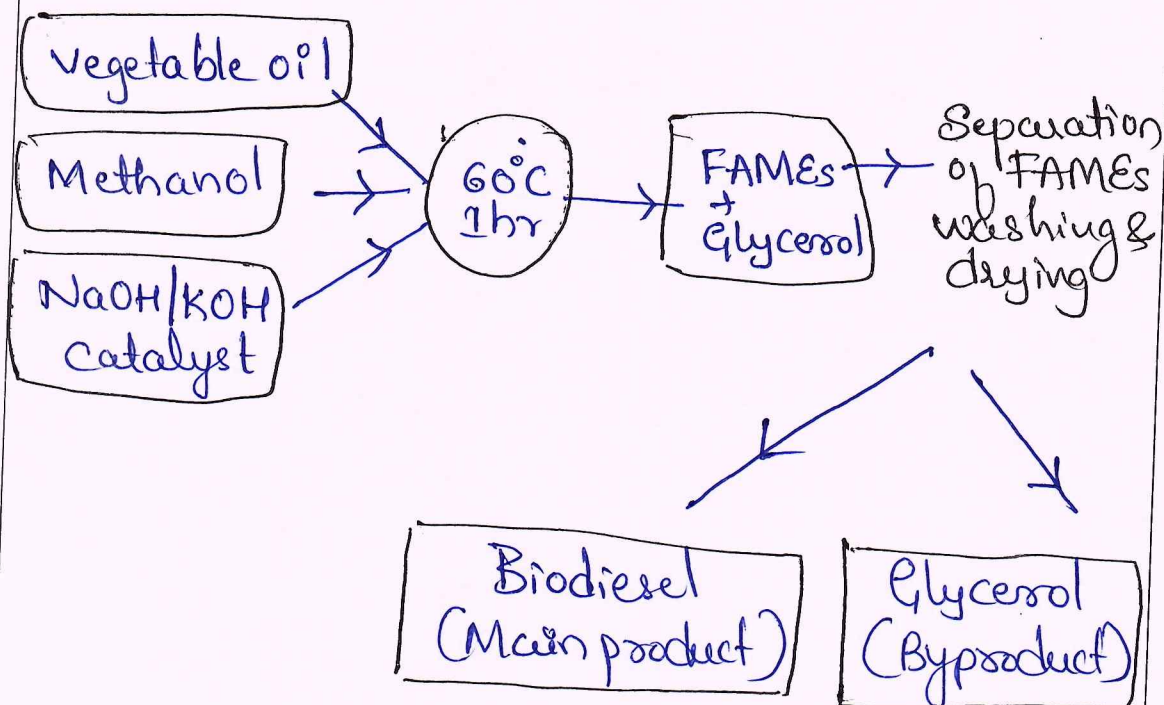 Vegetable oil
Methanol
NaOH/KOH
Catalyst
60°C
1hr
FAMEs
+
Glycerol
Separation
of FAMEs
washing &
drying
Biodiesel
(Main product)
Glycerol
(Byproduct)